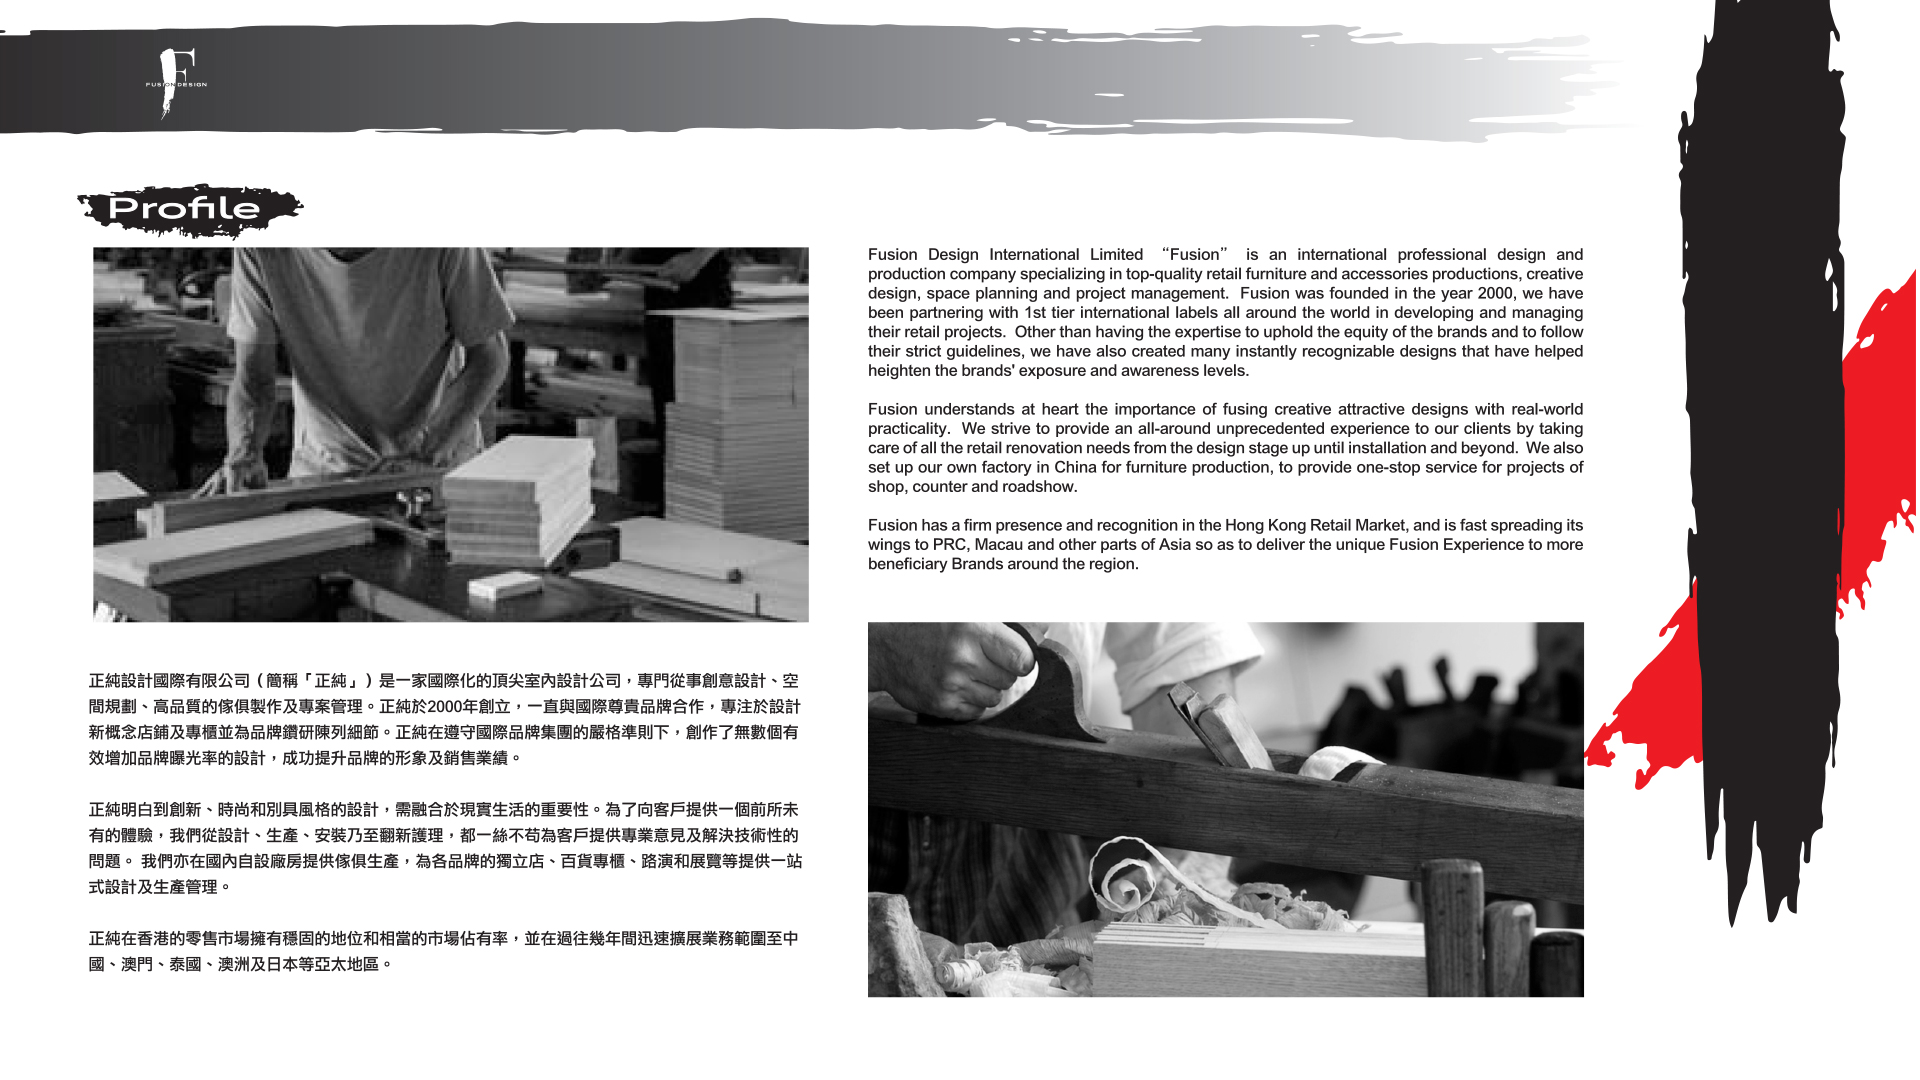 FUSION DESIGN
Profile
Fusion Design International Limited “Fusion” is an international professional design and
production company specializing in top-quality retail furniture and accessories productions, creative
design, space planning and project management. Fusion was founded in the year 2000, we have
been partnering with 1st tier international labels all around the world in developing and managing
their retail projects. Other than having the expertise to uphold the equity of the brands and to follow
their strict guidelines, we have also created many instantly recognizable designs that have helped
heighten the brands' exposure and awareness levels.
Fusion understands at heart the importance of fusing creative attractive designs with real-world
practicality. We strive to provide an all-around unprecedented experience to our clients by taking
care of all the retail renovation needs from the design stage up until installation and beyond. We also
set up our own factory in China for furniture production, to provide one-stop service for projects of
shop, counter and roadshow.
Fusion has a firm presence and recognition in the Hong Kong Retail Market, and is fast spreading its
wings to PRC, Macau and other parts of Asia so as to deliver the unique Fusion Experience to more
beneficiary Brands around the region.
正純設計國際有限公司（簡稱「正純」）是一家國際化的頂尖室內設計公司，專門從事創意設計、空
間規劃、高品質的傢俱製作及專案管理。正純於2000年創立，一直與國際尊貴品牌合作，專注於設計
新概念店鋪及專櫃並為品牌鑽研陳列細節。正純在遵守國際品牌集團的嚴格準則下，創作了無數個有
效增加品牌曝光率的設計，成功提升品牌的形象及銷售業績。
正純明白到創新、時尚和別具風格的設計，需融合於現實生活的重要性。為了向客戶提供一個前所未
有的體驗，我們從設計、生產、安裝乃至翻新護理，都一絲不苟為客戶提供專業意見及解決技術性的
問題。 我們亦在國內自設廠房提供傢俱生產，為各品牌的獨立店、百貨專櫃、路演和展覽等提供一站
式設計及生產管理。
正純在香港的零售市場擁有穩固的地位和相當的市場佔有率，並在過往幾年間迅速擴展業務範圍至中
國、澳門、泰國、澳洲及日本等亞太地區。